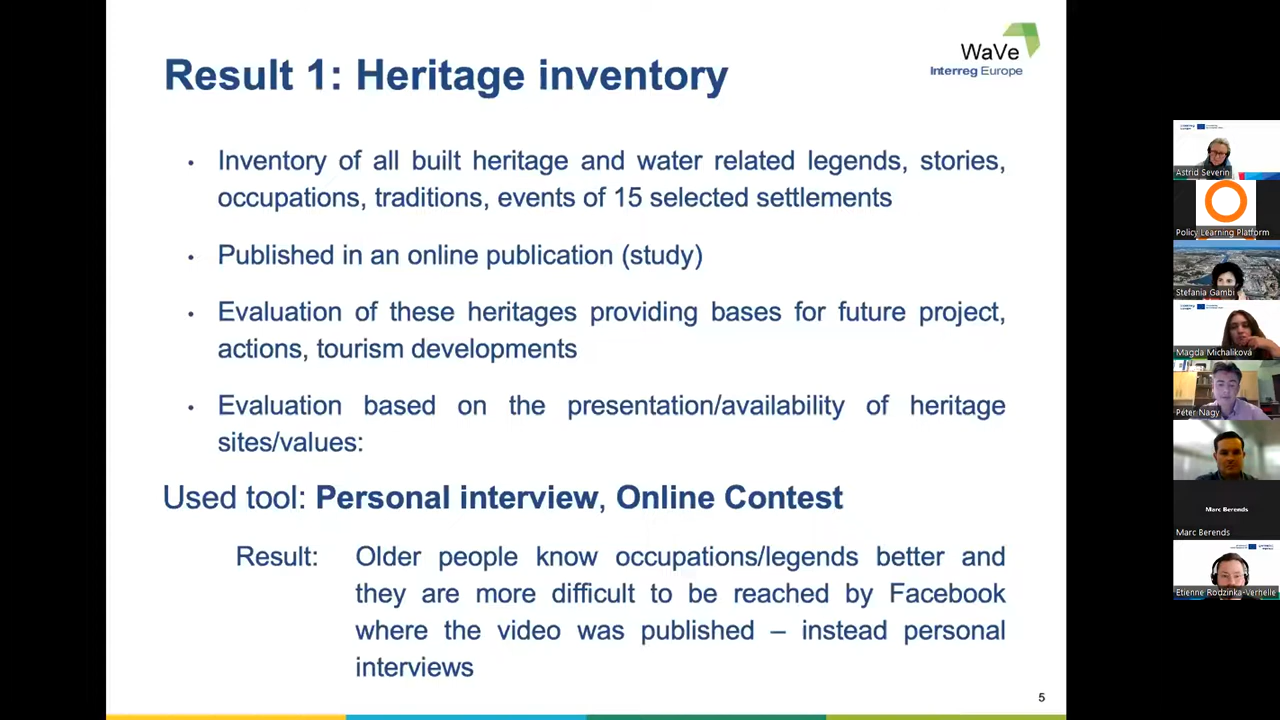 Result 1: Heritage inventory
WaVe
Interreg Europe
• Inventory of all built heritage and water related legends, stories,
occupations, traditions, events of 15 selected settlements
• Published in an online publication (study)
• Evaluation of these heritages providing bases for future project,
actions, tourism developments
• Evaluation based on the presentation/availability of heritage
sites/values:
Used tool: Personal interview, Online Contest
Result: Older people know occupations/legends better and
they are more difficult to be reached by Facebook
where the video was published – instead personal
interviews
5
Astrid Severin
Policy Learning Platform
Stefania Gambi
Magda Michaliková
Péter Nagy
Marc Berends
Marc Berends
Etienne Rodzinka-Verhelle